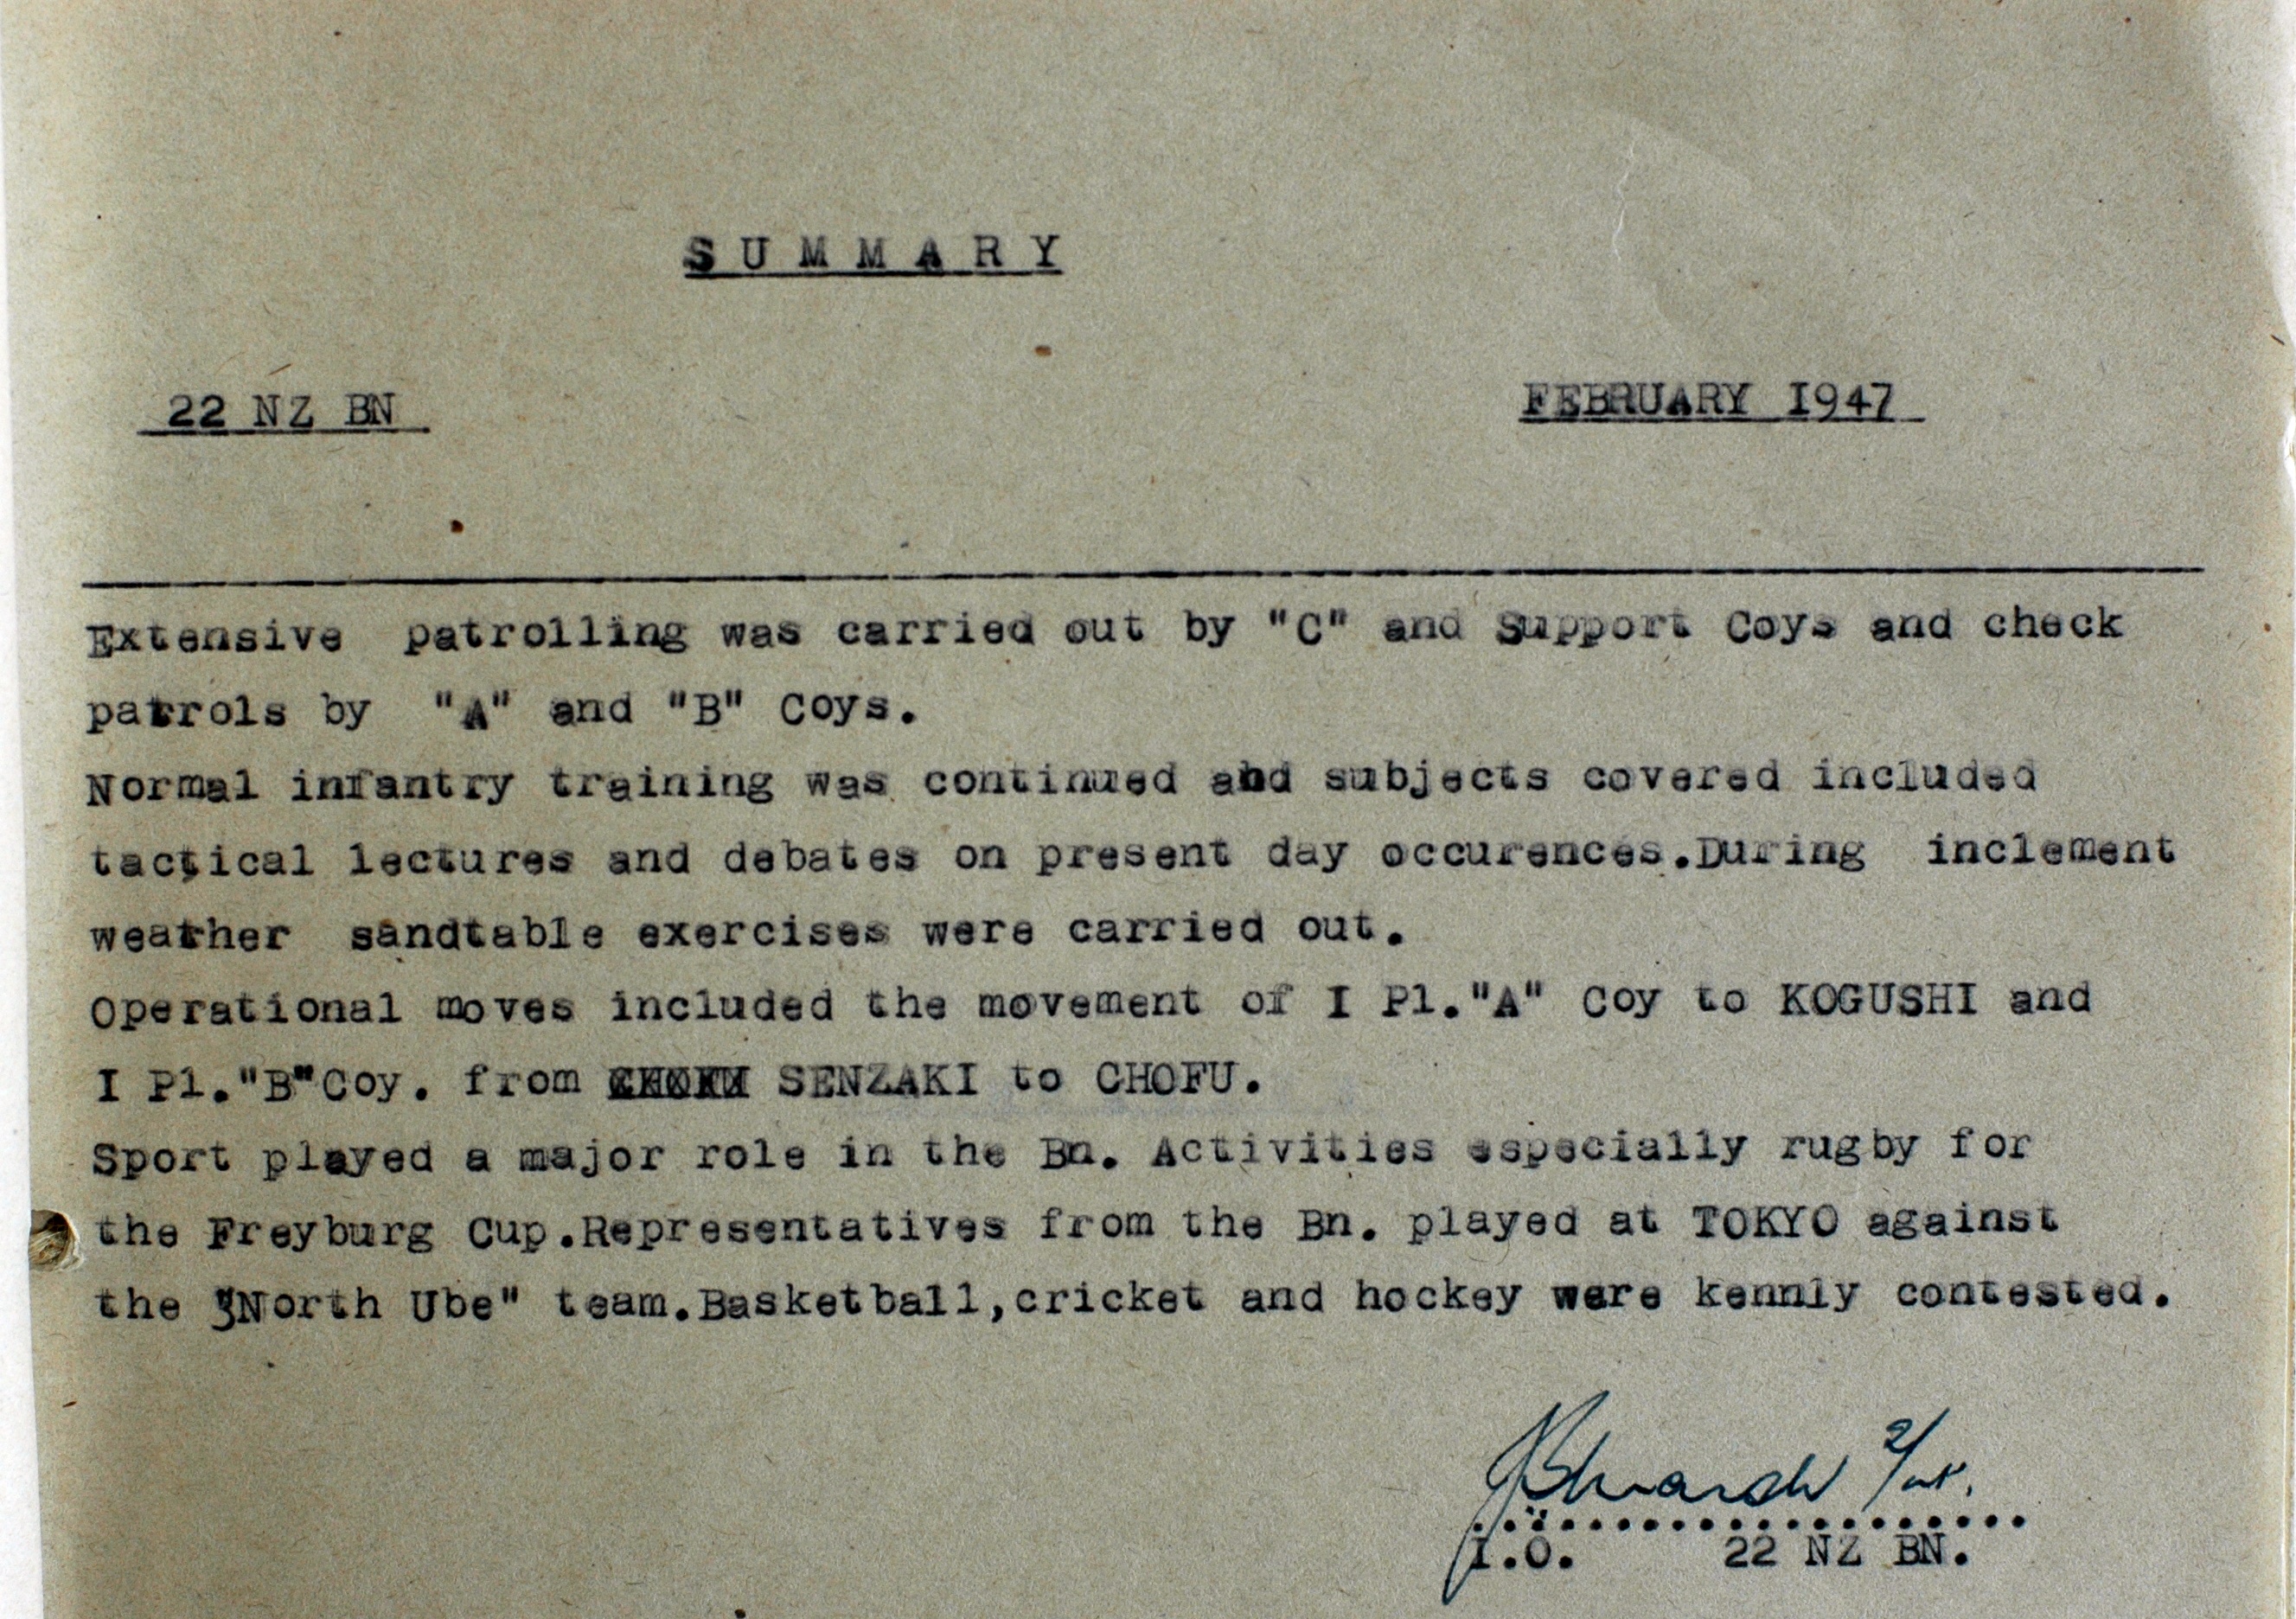 S U M M A R Y
22 NZ BN
FEBRUARY I947
Extensive patrolling was carried out by "C" and Support Coys and check
patrols by "A" and "B" Coys.
Normal infantry training was continued abd subjects covered included
tactical lectures and debates on present day occurences.During inclement
weather sandtable exercises were carried out.
Operational moves included the movement of I Pl."A" Coy to KOGUSHI and
I Pl."B"Coy. from SENZAKI to CHOFU.
Sport played a major role in the Bn. Activities especially rugby for
the Freyburg Cup.Representatives from the Bn. played at TOKYO against
the "North Ube" team.Basketball,cricket and hockey were kennly contested.
2/Lt.
I.O. 22 NZ BN.